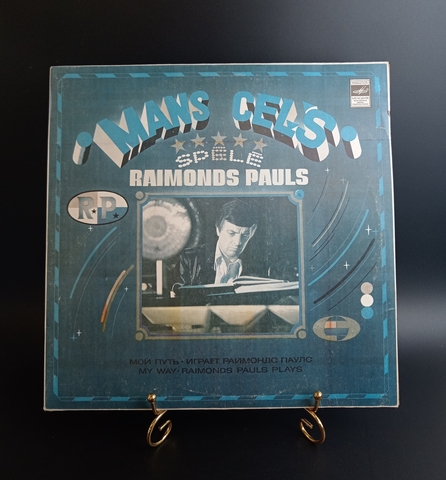 MANS CEĻŠ
SPĒLĒ
RAIMONDS PAULS
R.P.
МОЙ ПУТЬ · ИГРАЕТ РАЙМОНДС ПАУЛС
MY WAY · RAIMONDS PAULS PLAYS